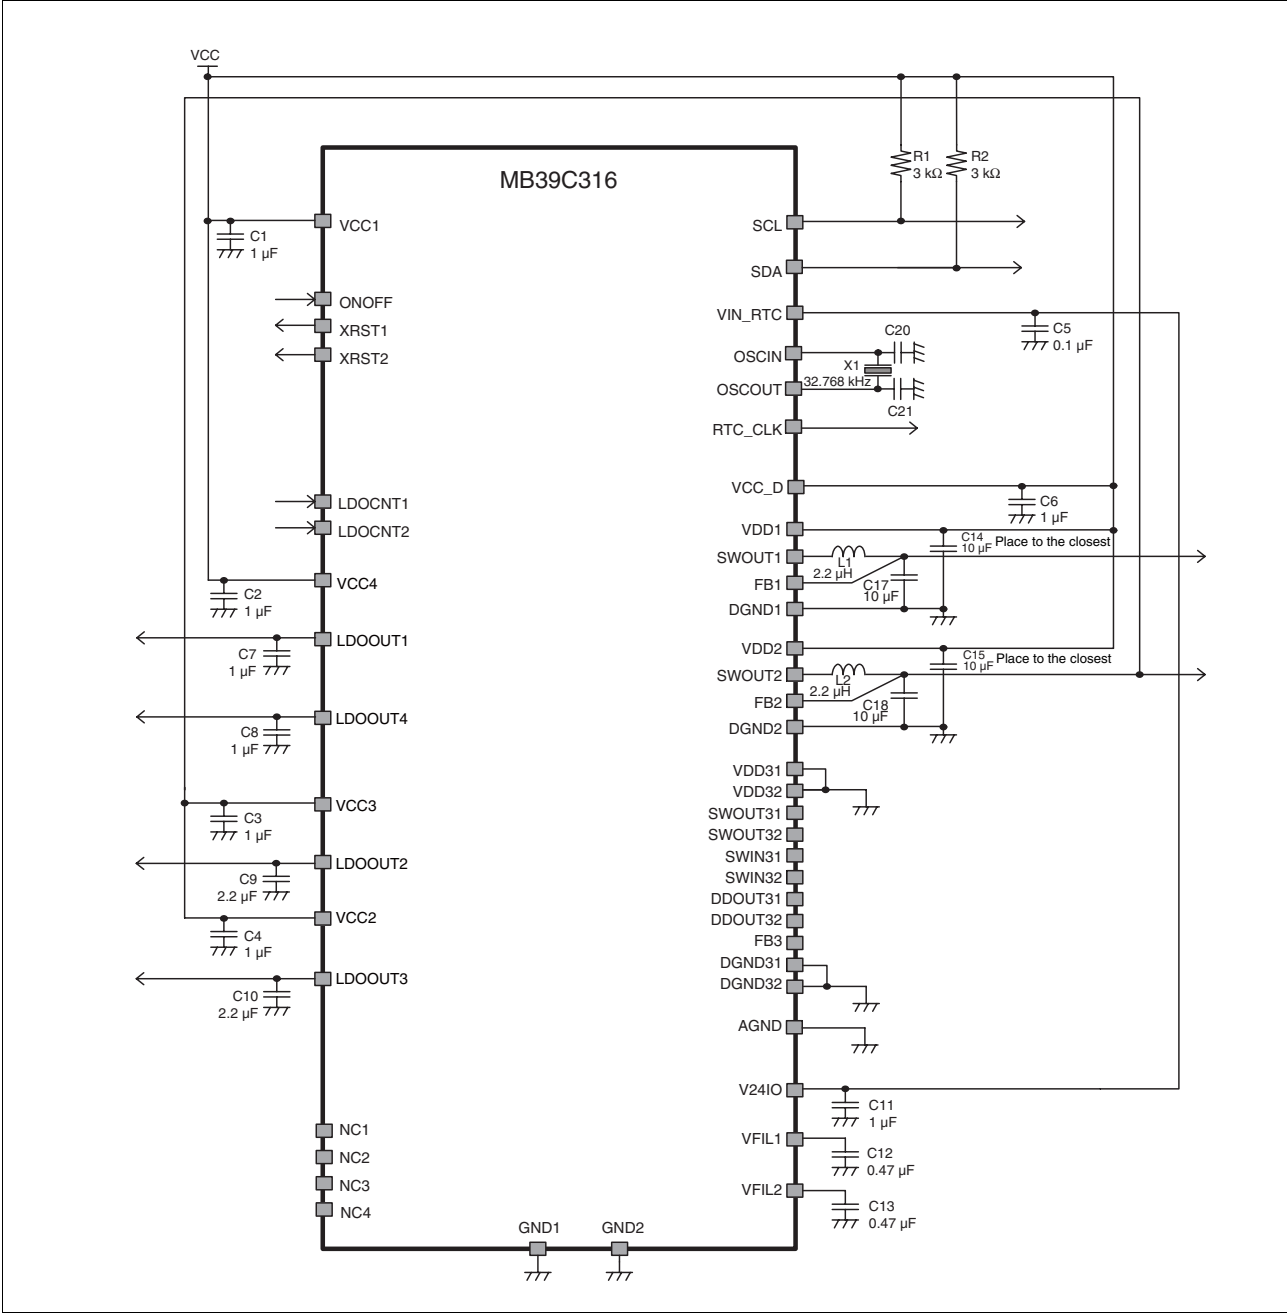 VCC
MB39C316
R1
3 kΩ
R2
3 kΩ
VCC1
C1
1 µF
ONOFF
XRST1
XRST2
LDOCNT1
LDOCNT2
VCC4
C2
1 µF
LDOOUT1
C7
1 µF
LDOOUT4
C8
1 µF
VCC3
C3
1 µF
LDOOUT2
C9
2.2 µF
VCC2
C4
1 µF
LDOOUT3
C10
2.2 µF
NC1
NC2
NC3
NC4
GND1
GND2
SCL
SDA
VIN_RTC
C5
0.1 µF
OSCIN
C20
X1
32.768 kHz
OSCOUT
C21
RTC_CLK
VCC_D
C6
1 µF
VDD1
C14
10 µF
Place to the closest
SWOUT1
L1
2.2 µH
FB1
C17
10 µF
DGND1
VDD2
C15
10 µF
Place to the closest
SWOUT2
L2
2.2 µH
FB2
C18
10 µF
DGND2
VDD31
VDD32
SWOUT31
SWOUT32
SWIN31
SWIN32
DDOUT31
DDOUT32
FB3
DGND31
DGND32
AGND
V24IO
C11
1 µF
VFIL1
C12
0.47 µF
VFIL2
C13
0.47 µF